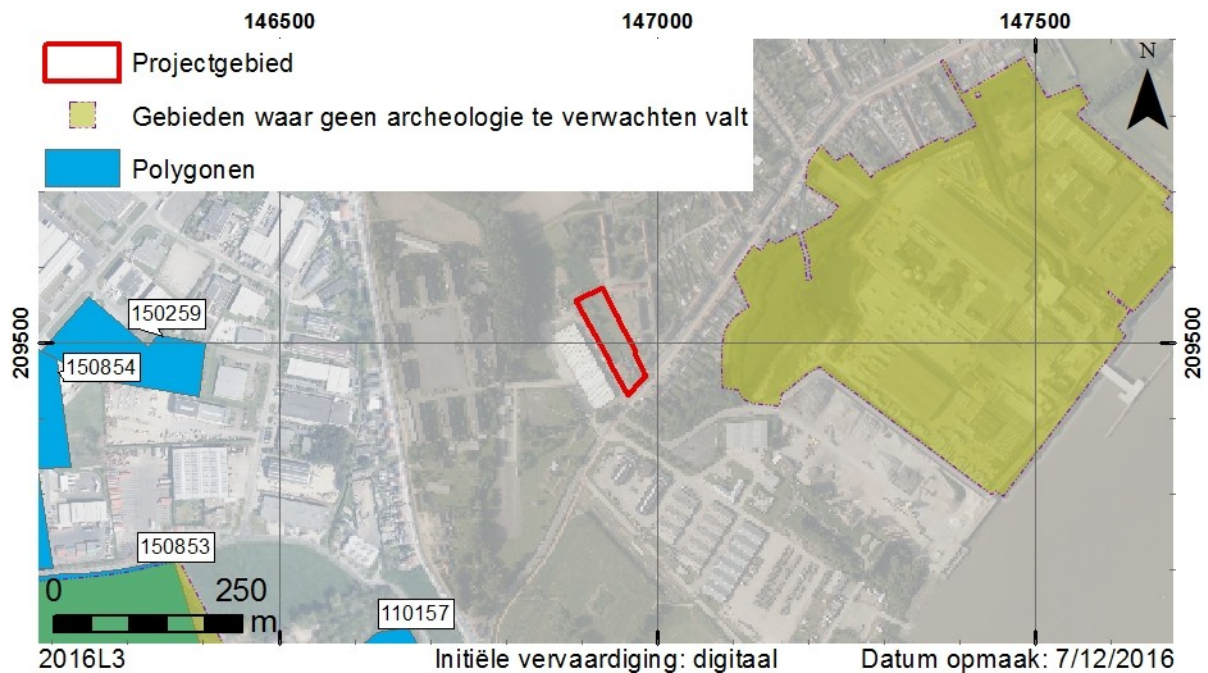 146500 147000 147500
N
Projectgebied
Gebieden waar geen archeologie te verwachten valt
Polygonen
150259
209500 209500
150854
150853
0 250
m
110157
2016L3 Initiële vervaardiging: digitaal Datum opmaak: 7/12/2016